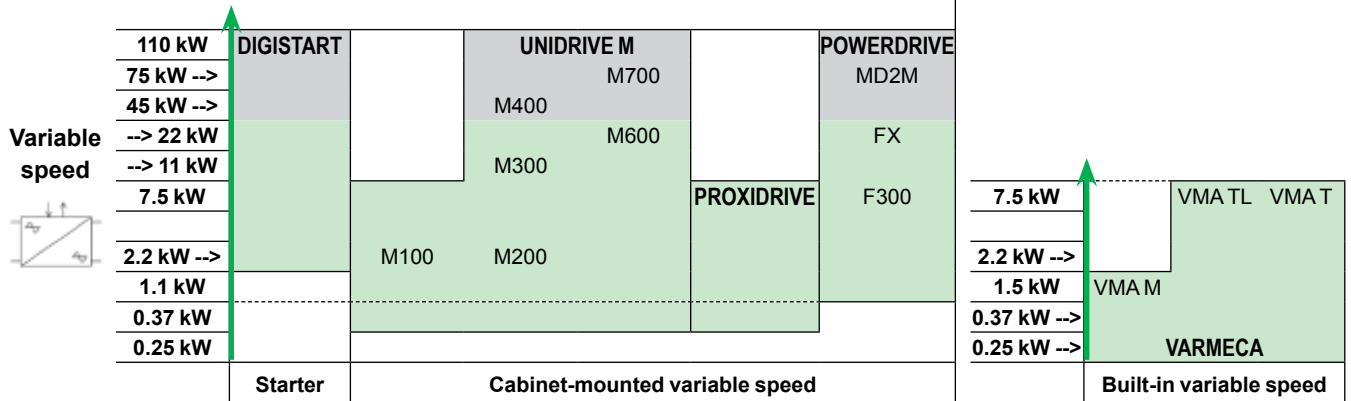 110 kW DIGISTART UNIDRIVE M POWERDRIVE
75 kW --> M700 MD2M
45 kW --> M400
Variable speed
--> 22 kW M600 FX
--> 11 kW M300
7.5 kW PROXIDRIVE F300 7.5 kW VMA TL VMA T
2.2 kW --> M100 M200 2.2 kW -->
1.1 kW 1.5 kW VMA M
0.37 kW 0.37 kW -->
0.25 kW 0.25 kW --> VARMECA
Starter Cabinet-mounted variable speed Built-in variable speed